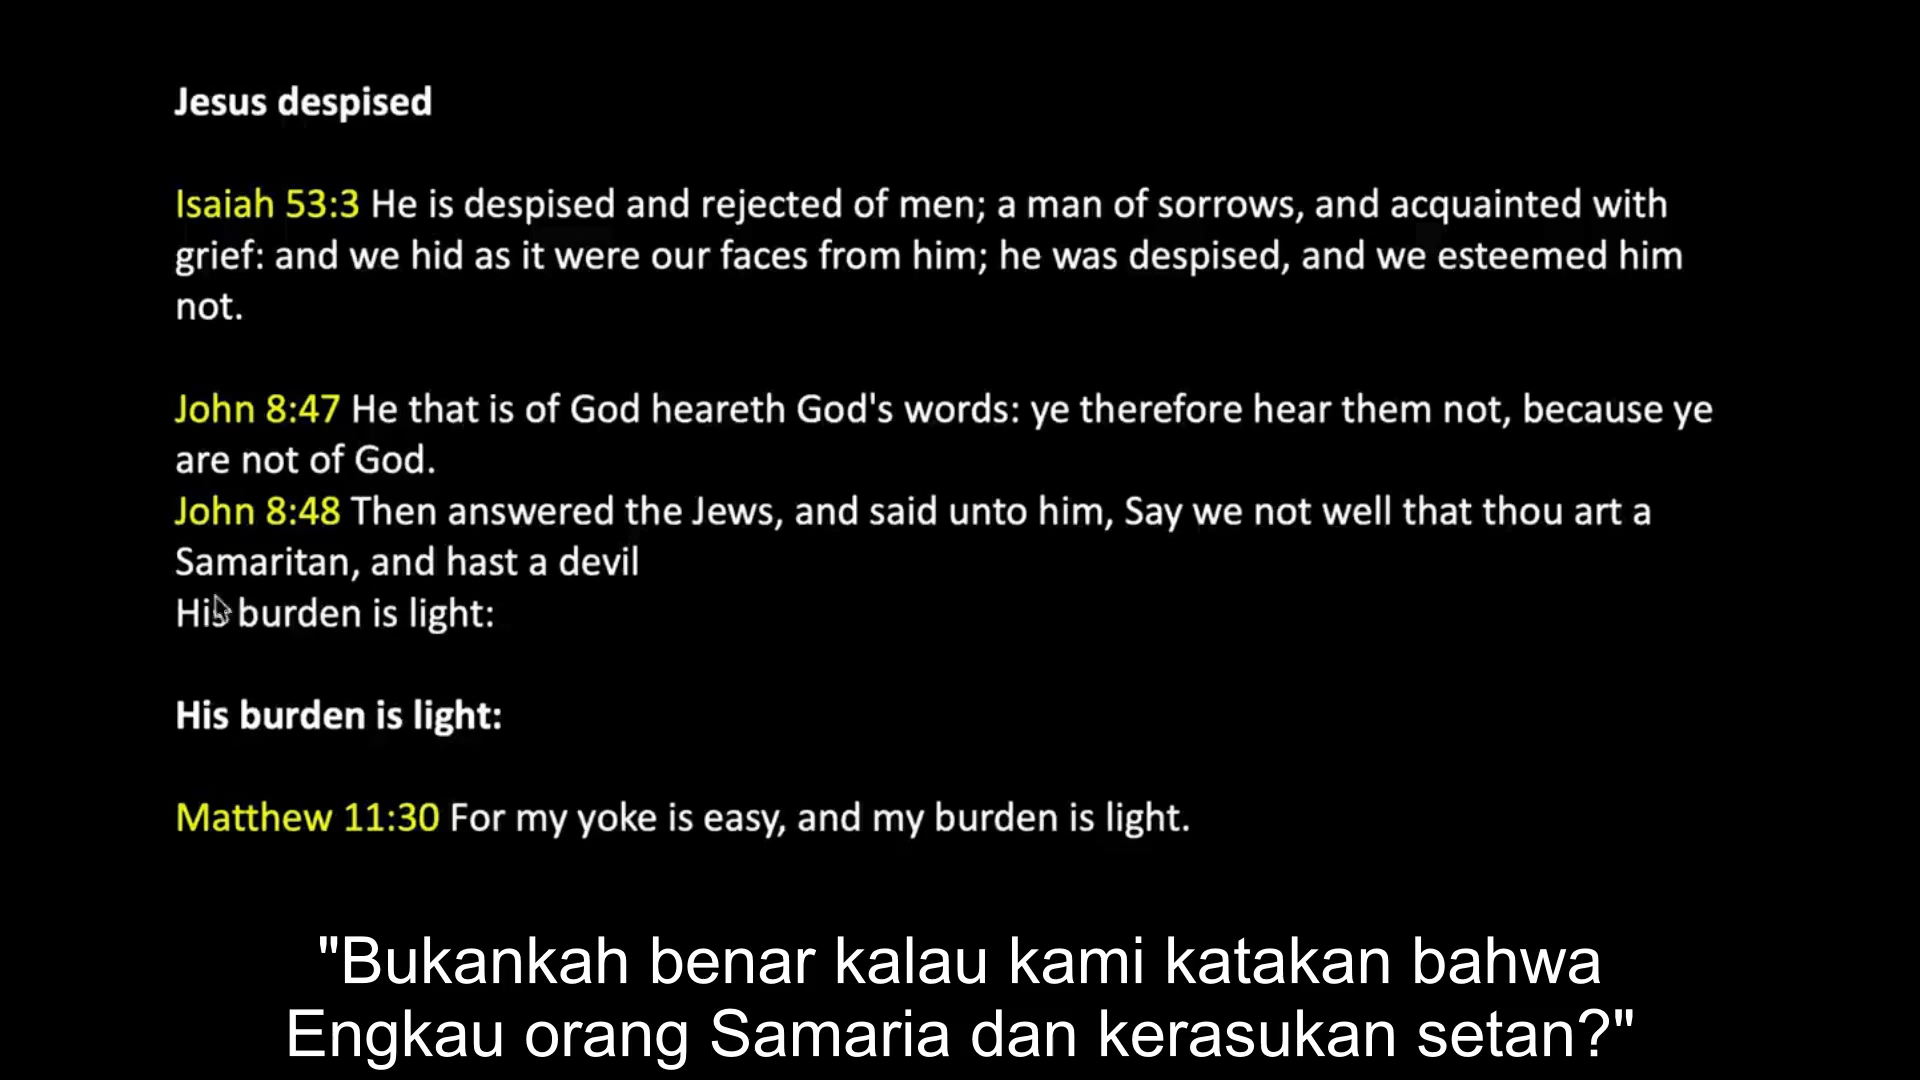 Jesus despised
Isaiah 53:3 He is despised and rejected of men; a man of sorrows, and acquainted with
grief: and we hid as it were our faces from him; he was despised, and we esteemed him
not.
John 8:47 He that is of God heareth God's words: ye therefore hear them not, because ye
are not of God.
John 8:48 Then answered the Jews, and said unto him, Say we not well that thou art a
Samaritan, and hast a devil
His burden is light:
His burden is light:
Matthew 11:30 For my yoke is easy, and my burden is light.
"Bukankah benar kalau kami katakan bahwa
Engkau orang Samaria dan kerasukan setan?"